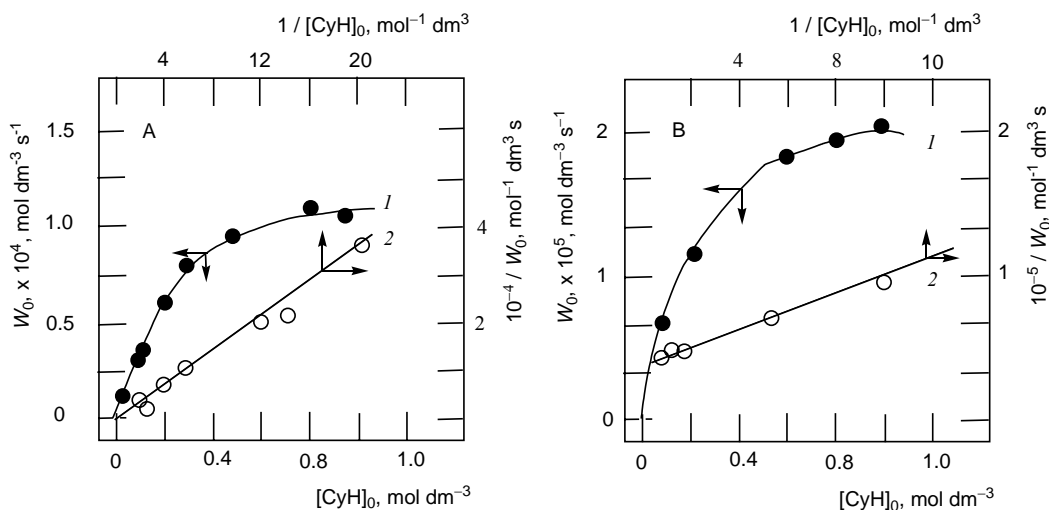 1 / [CyH]0, mol−1 dm3
4 12 20
A
1.5
1.0
0.5
0
W0, x 10^4, mol dm-3 s-1
1
2
4
2
10−4 / W0, mol−1 dm3 s
0 0.4 0.8 1.0
[CyH]0, mol dm−3
1 / [CyH]0, mol−1 dm3
4 8 10
B
2
1
0
W0, x 10^5, mol dm−3 s−1
1
2
2
1
10−5 / W0, mol-1 dm3 s
0 0.4 0.8 1.0
[CyH]0, mol dm−3